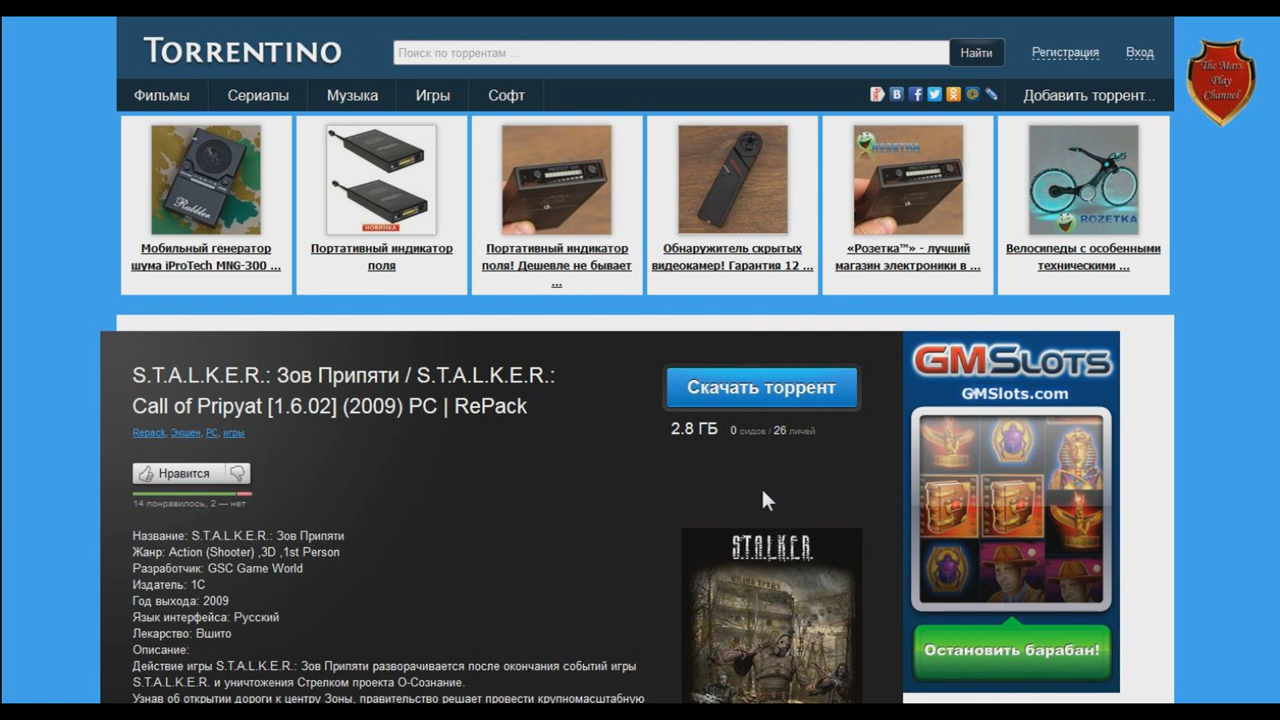 TORRENTINO
Поиск по торрентам ...
Найти
Регистрация
Вход
The Mars
Play
Channel
Фильмы
Сериалы
Музыка
Игры
Софт
Добавить торрент...
Rabbler
НОВИНКА
ROZETKA
ROZETKA
Мобильный генератор
шума iProTech MNG-300 ...
Портативный индикатор
поля
Портативный индикатор
поля! Дешевле не бывает
...
Обнаружитель скрытых
видеокамер! Гарантия 12 ...
«Розетка™» - лучший
магазин электроники в ...
Велосипеды с особенными
техническими ...
S.T.A.L.K.E.R.: Зов Припяти / S.T.A.L.K.E.R.:
Call of Pripyat [1.6.02] (2009) PC | RePack
Repack, Экшен, PC, игры
Скачать торрент
2.8 ГБ 0 сидов / 26 личей
Нравится
14 понравилось, 2 — нет
Название: S.T.A.L.K.E.R.: Зов Припяти
Жанр: Action (Shooter) ,3D ,1st Person
Разработчик: GSC Game World
Издатель: 1C
Год выхода: 2009
Язык интерфейса: Русский
Лекарство: Вшито
Описание:
Действие игры S.T.A.L.K.E.R.: Зов Припяти разворачивается после окончания событий игры
S.T.A.L.K.E.R. и уничтожения Стрелком проекта О-Сознание.
Узнав об открытии дороги к центру Зоны, правительство решает провести крупномасштабную
S.T.A.L.K.E.R.
GMSLOTS
GMSlots.com
Остановить барабан!